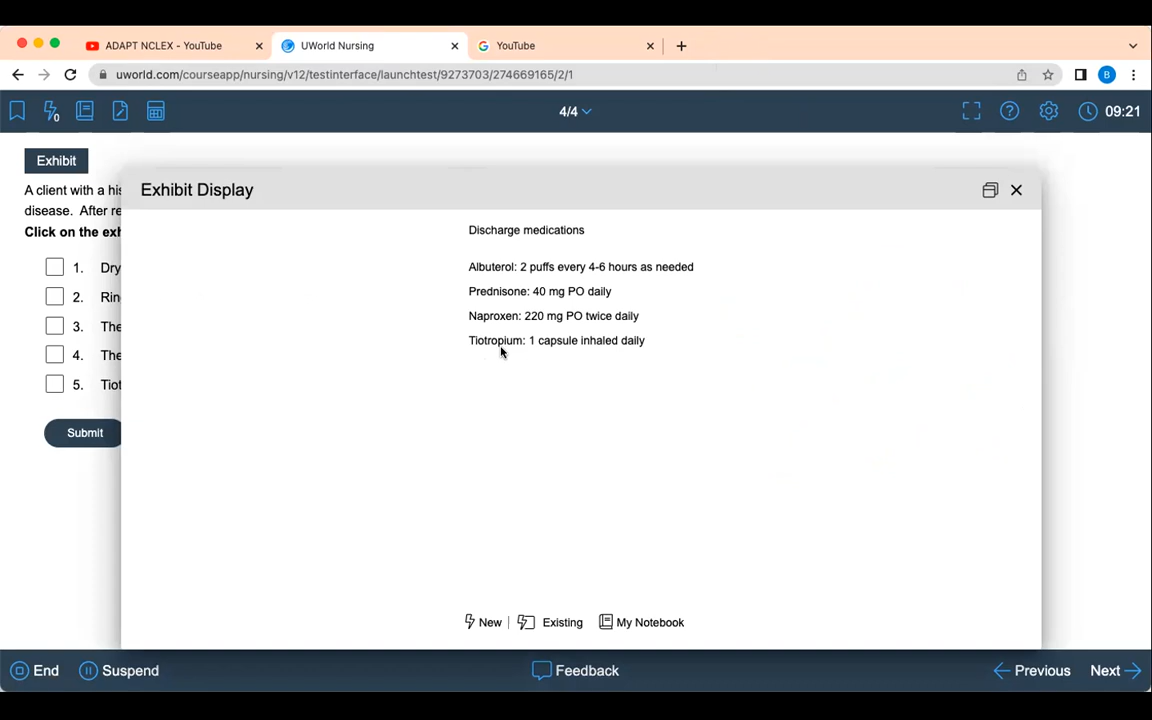 ADAPT NCLEX - YouTube
UWorld Nursing
YouTube
uworld.com/courseapp/nursing/v12/testinterface/launchtest/9273703/274669165/2/1
B
0
4/4
09:21
Exhibit
A client with a his
disease. After re
Click on the exh
1. Dry
2. Rin
3. The
4. The
5. Tiot
Submit
Exhibit Display
Discharge medications
Albuterol: 2 puffs every 4-6 hours as needed
Prednisone: 40 mg PO daily
Naproxen: 220 mg PO twice daily
Tiotropium: 1 capsule inhaled daily
New | Existing My Notebook
End Suspend Feedback Previous Next